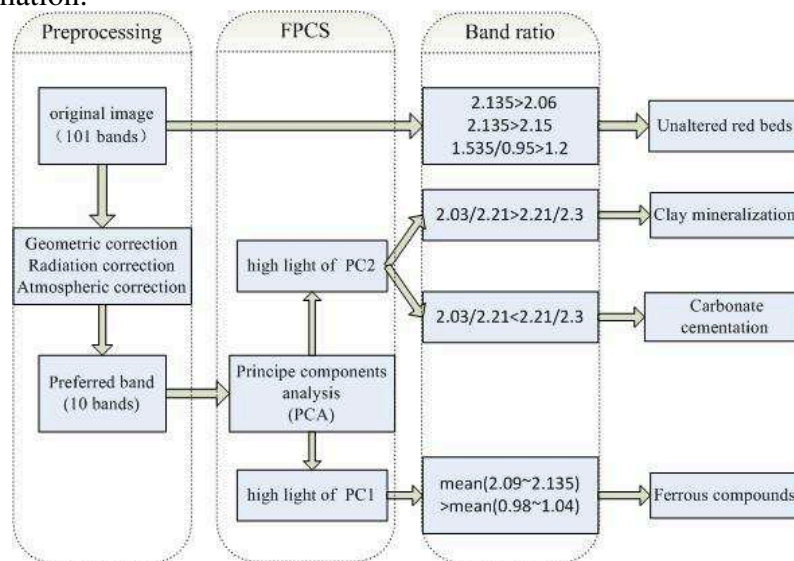 nation.
Preprocessing
FPCS
Band ratio
original image
(101 bands)
2.135>2.06
2.135>2.15
1.535/0.95>1.2
Unaltered red beds
Geometric correction
Radiation correction
Atmospheric correction
high light of PC2
2.03/2.21>2.21/2.3
Clay mineralization
2.03/2.21<2.21/2.3
Carbonate
cementation
Preferred band
(10 bands)
Principe components
analysis
(PCA)
high light of PC1
mean(2.09~2.135)
>mean(0.98~1.04)
Ferrous compounds